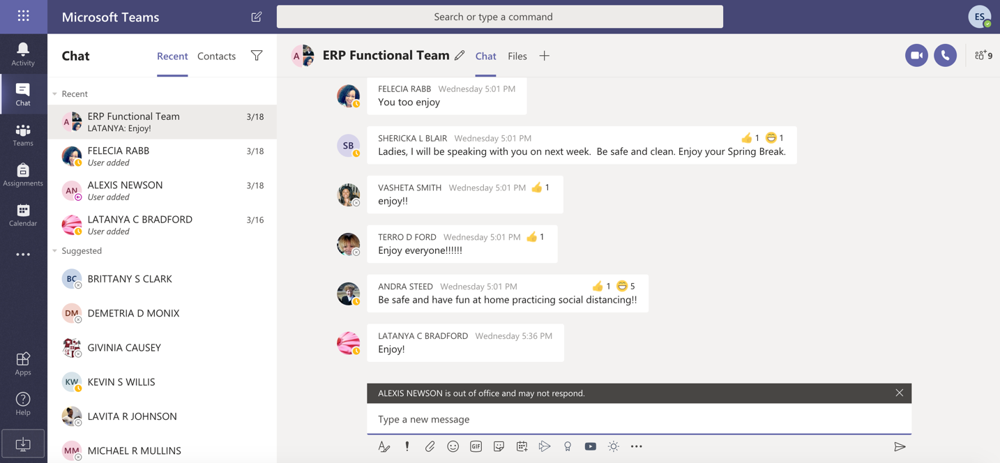 Microsoft Teams
Search or type a command
ES
Activity
Chat
Teams
Assignments
Calendar
Apps
Help
Chat
Recent
Contacts
Recent
A
ERP Functional Team 3/18
LATANYA: Enjoy!
FELECIA RABB 3/18
User added
AN
ALEXIS NEWSON 3/18
User added
LATANYA C BRADFORD 3/16
User added
Suggested
BC
BRITTANY S CLARK
DM
DEMETRIA D MONIX
GIVINIA CAUSEY
KW
KEVIN S WILLIS
LAVITA R JOHNSON
MM
MICHAEL R MULLINS
A
ERP Functional Team
Chat
Files
9
FELECIA RABB Wednesday 5:01 PM
You too enjoy
SB
SHERICKA L BLAIR Wednesday 5:01 PM 1 1
Ladies, I will be speaking with you on next week. Be safe and clean. Enjoy your Spring Break.
VASHETA SMITH Wednesday 5:01 PM 1
enjoy!!
TERRO D FORD Wednesday 5:01 PM 1
Enjoy everyone!!!!!!
ANDRA STEED Wednesday 5:01 PM 1 5
Be safe and have fun at home practicing social distancing!!
LATANYA C BRADFORD Wednesday 5:36 PM
Enjoy!
ALEXIS NEWSON is out of office and may not respond.
Type a new message
GIF